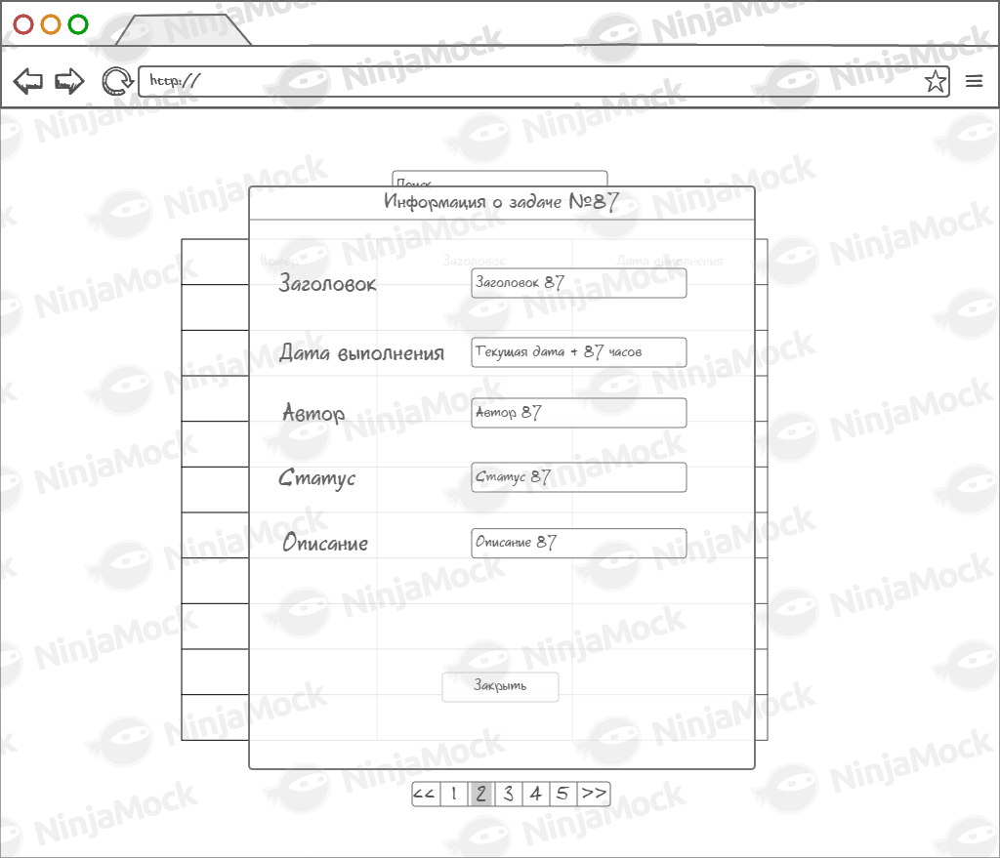 http://
Поиск
Информация о задаче №87
Номер Заголовок Дата выполнения
Заголовок Заголовок 87
Дата выполнения Текущая дата + 87 часов
Автор Автор 87
Статус Статус 87
Описание Описание 87
Закрыть
<< 1 2 3 4 5 >>
NinjaMock